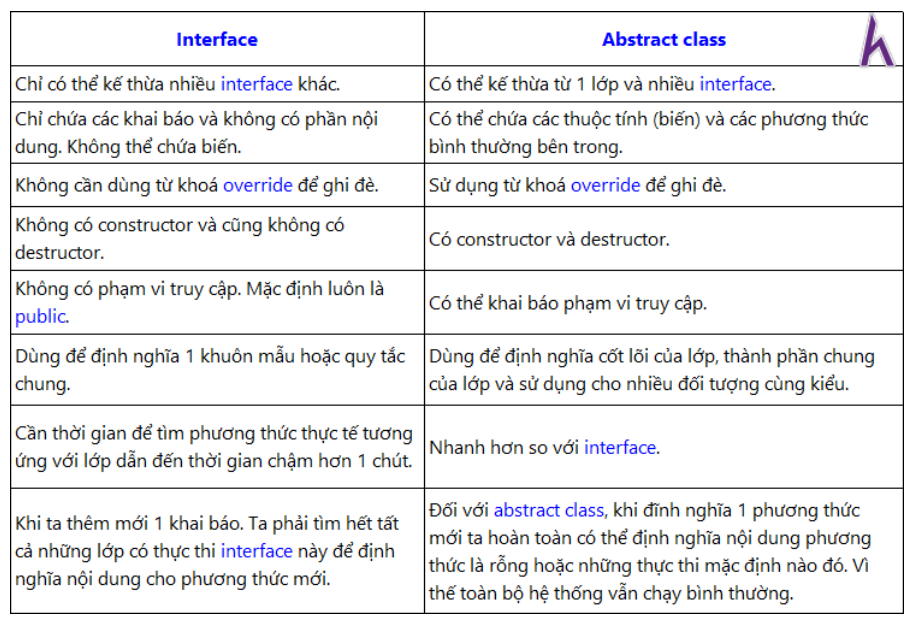 Interface
Abstract class
Chỉ có thể kế thừa nhiều interface khác.
Có thể kế thừa từ 1 lớp và nhiều interface.
Chỉ chứa các khai báo và không có phần nội
dung. Không thể chứa biến.
Có thể chứa các thuộc tính (biến) và các phương thức
bình thường bên trong.
Không cần dùng từ khoá override để ghi đè.
Sử dụng từ khoá override để ghi đè.
Không có constructor và cũng không có
destructor.
Có constructor và destructor.
Không có phạm vi truy cập. Mặc định luôn là
public.
Có thể khai báo phạm vi truy cập.
Dùng để định nghĩa 1 khuôn mẫu hoặc quy tắc
chung.
Dùng để định nghĩa cốt lõi của lớp, thành phần chung
của lớp và sử dụng cho nhiều đối tượng cùng kiểu.
Cần thời gian để tìm phương thức thực tế tương
ứng với lớp dẫn đến thời gian chậm hơn 1 chút.
Nhanh hơn so với interface.
Khi ta thêm mới 1 khai báo. Ta phải tìm hết tất
cả những lớp có thực thi interface này để định
nghĩa nội dung cho phương thức mới.
Đối với abstract class, khi đĩnh nghĩa 1 phương thức
mới ta hoàn toàn có thể định nghĩa nội dung phương
thức là rỗng hoặc những thực thi mặc định nào đó. Vì
thế toàn bộ hệ thống vẫn chạy bình thường.